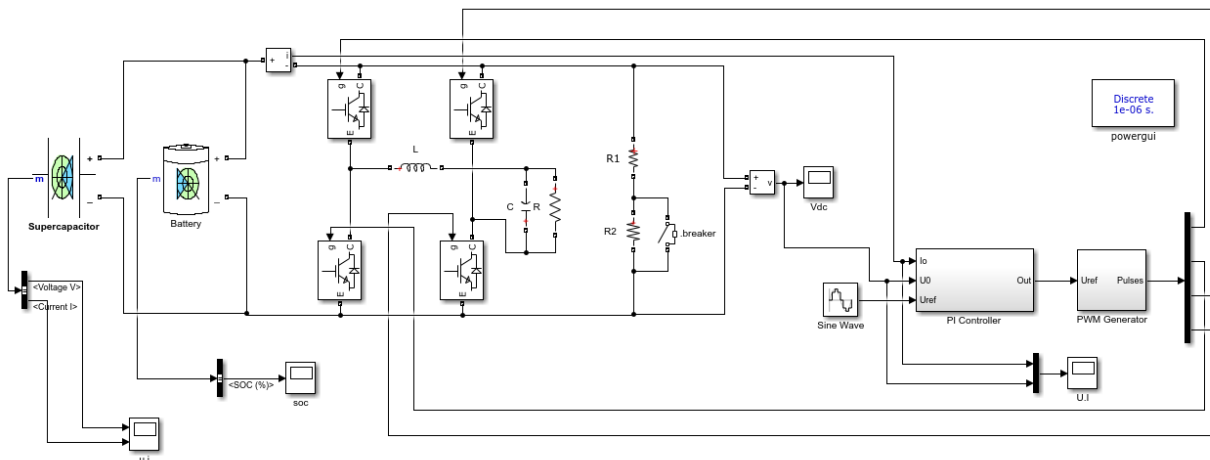 +
i
-
g
C
E
g
C
E
Discrete
1e-06 s.
powergui
L
R1
+
-
v
Vdc
m
+
_
Supercapacitor
m
+
_
Battery
C
R
g
C
E
g
C
E
R2
.breaker
Io
U0
Uref
Out
PI Controller
Uref
Pulses
PWM Generator
Sine Wave
<Voltage V>
<Current I>
<SOC (%)>
soc
U.I